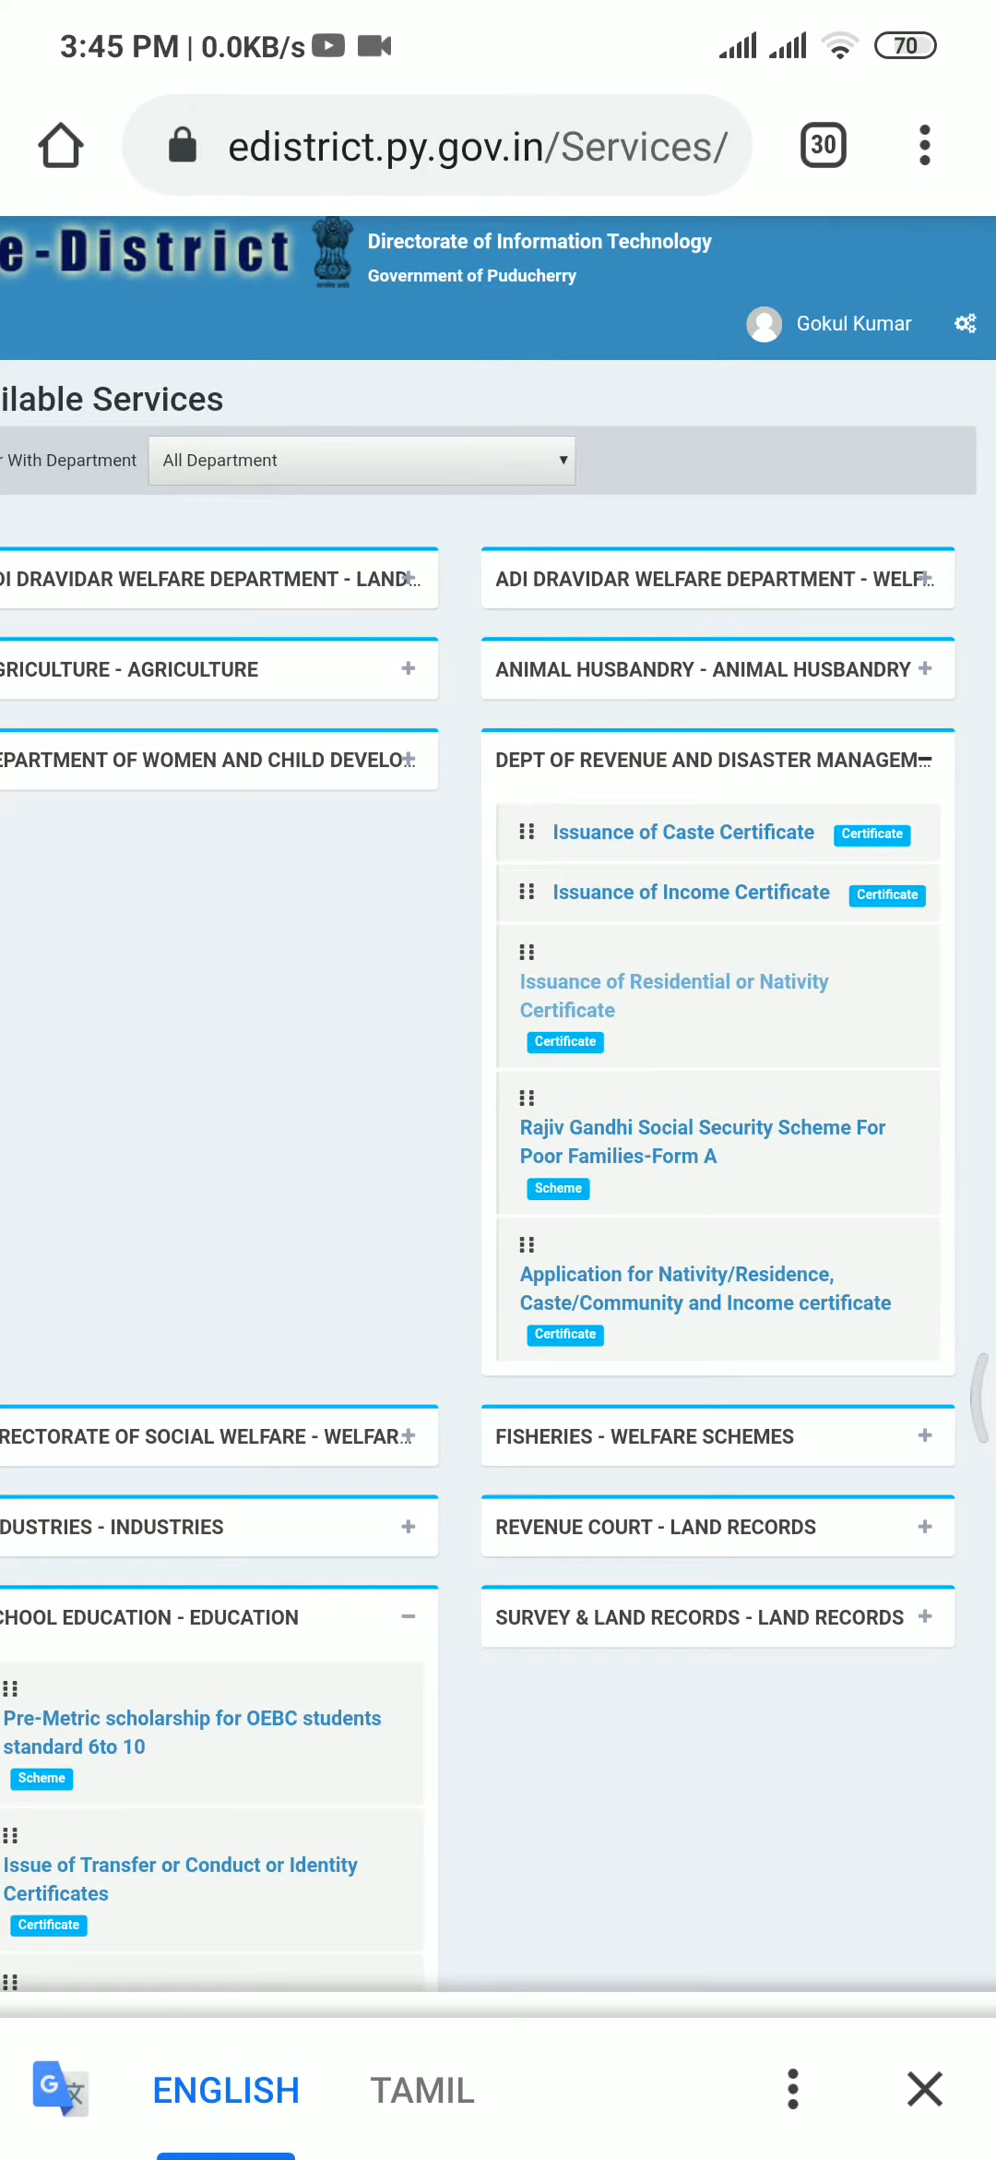 3:45 PM | 0.0KB/s
70
edistrict.py.gov.in/Services/
30
e-District
Directorate of Information Technology
Government of Puducherry
Gokul Kumar
ilable Services
r With Department
All Department
DI DRAVIDAR WELFARE DEPARTMENT - LAND...
ADI DRAVIDAR WELFARE DEPARTMENT - WELF...
GRICULTURE - AGRICULTURE
ANIMAL HUSBANDRY - ANIMAL HUSBANDRY
EPARTMENT OF WOMEN AND CHILD DEVELO...
DEPT OF REVENUE AND DISASTER MANAGEM...
Issuance of Caste Certificate Certificate
Issuance of Income Certificate Certificate
Issuance of Residential or Nativity
Certificate
Certificate
Rajiv Gandhi Social Security Scheme For
Poor Families-Form A
Scheme
Application for Nativity/Residence,
Caste/Community and Income certificate
Certificate
RECTORATE OF SOCIAL WELFARE - WELFAR...
FISHERIES - WELFARE SCHEMES
DUSTRIES - INDUSTRIES
REVENUE COURT - LAND RECORDS
CHOOL EDUCATION - EDUCATION
SURVEY & LAND RECORDS - LAND RECORDS
Pre-Metric scholarship for OEBC students
standard 6to 10
Scheme
Issue of Transfer or Conduct or Identity
Certificates
Certificate
G 文
ENGLISH
TAMIL